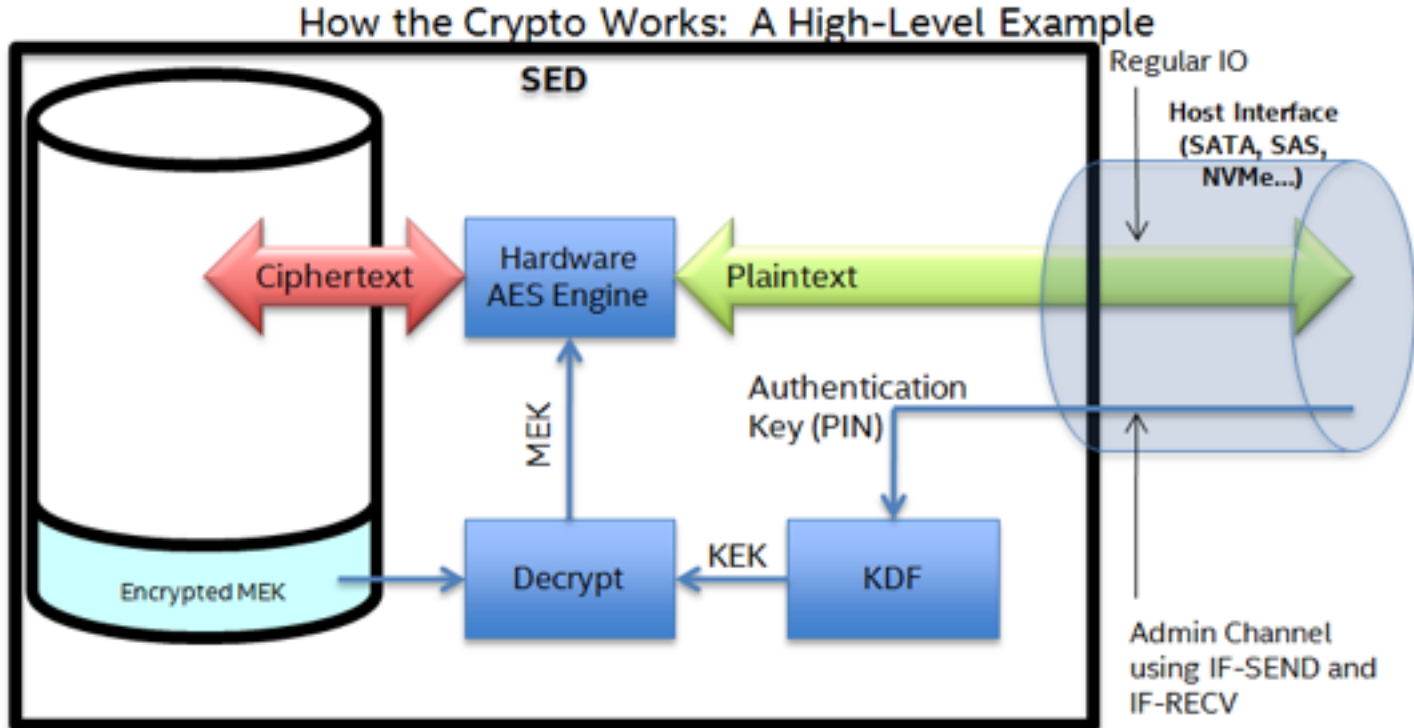 How the Crypto Works: A High-Level Example
SED
Regular IO
Host Interface
(SATA, SAS,
NVMe...)
Ciphertext
Hardware
AES Engine
Plaintext
Authentication
Key (PIN)
MEK
Encrypted MEK
Decrypt
KEK
KDF
Admin Channel
using IF-SEND and
IF-RECV